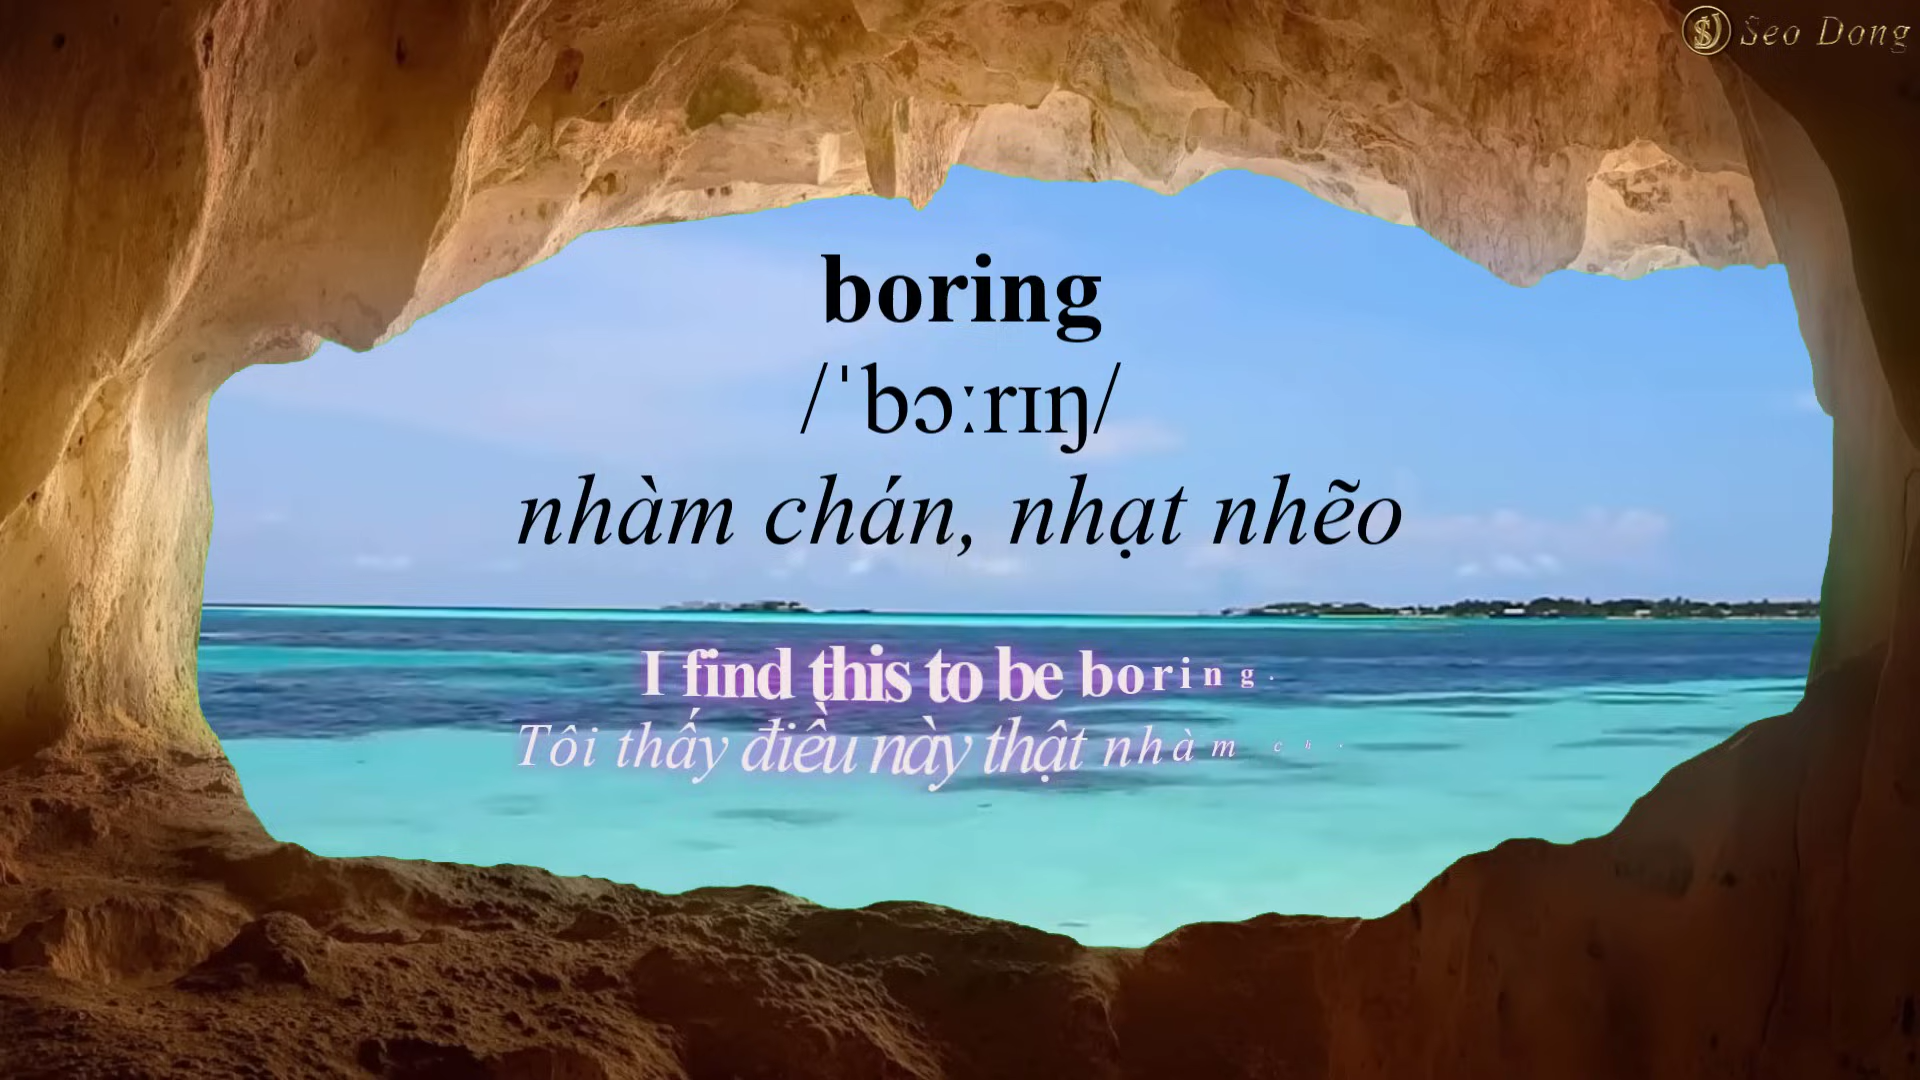 Seo Dong
boring
/ˈbɔːrɪŋ/
nhàm chán, nhạt nhẽo
I find this to be boring.
Tôi thấy điều này thật nhàm